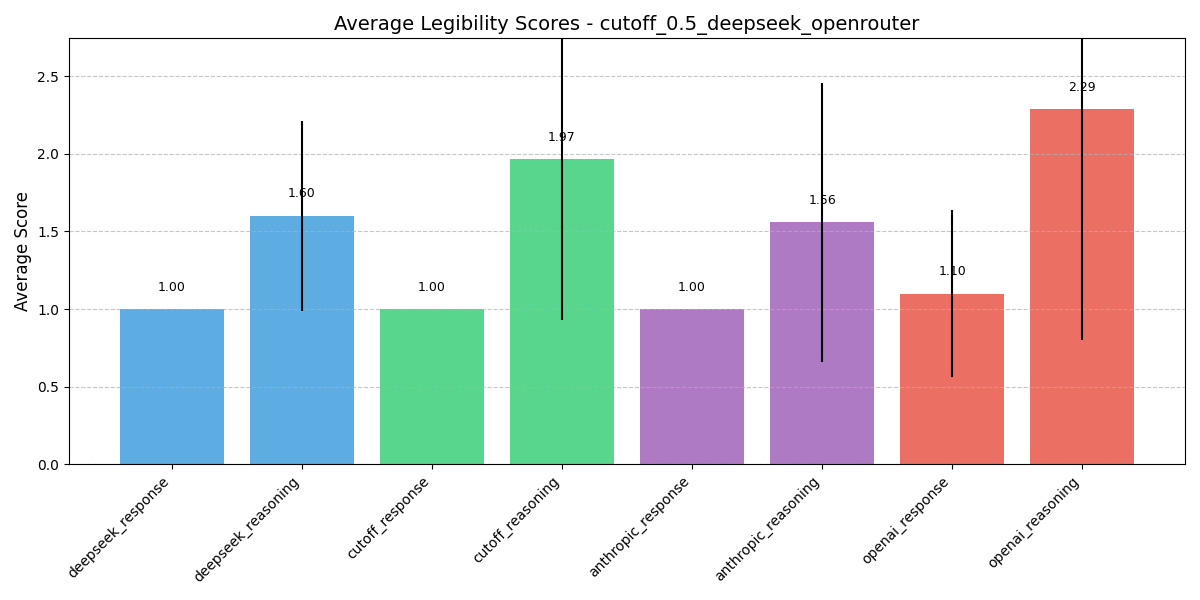 Average Legibility Scores - cutoff_0.5_deepseek_openrouter
Average Score
2.5
2.0
1.5
1.0
0.5
0.0
1.00
1.60
1.00
1.97
1.00
1.56
1.10
2.29
deepseek_response
deepseek_reasoning
cutoff_response
cutoff_reasoning
anthropic_response
anthropic_reasoning
openai_response
openai_reasoning